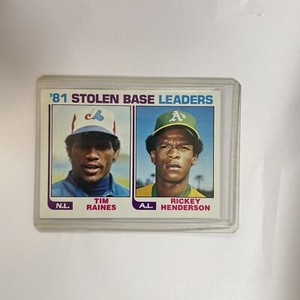 '81 STOLEN BASE LEADERS
N.L.
TIM
RAINES
A.L.
RICKEY
HENDERSON
A's